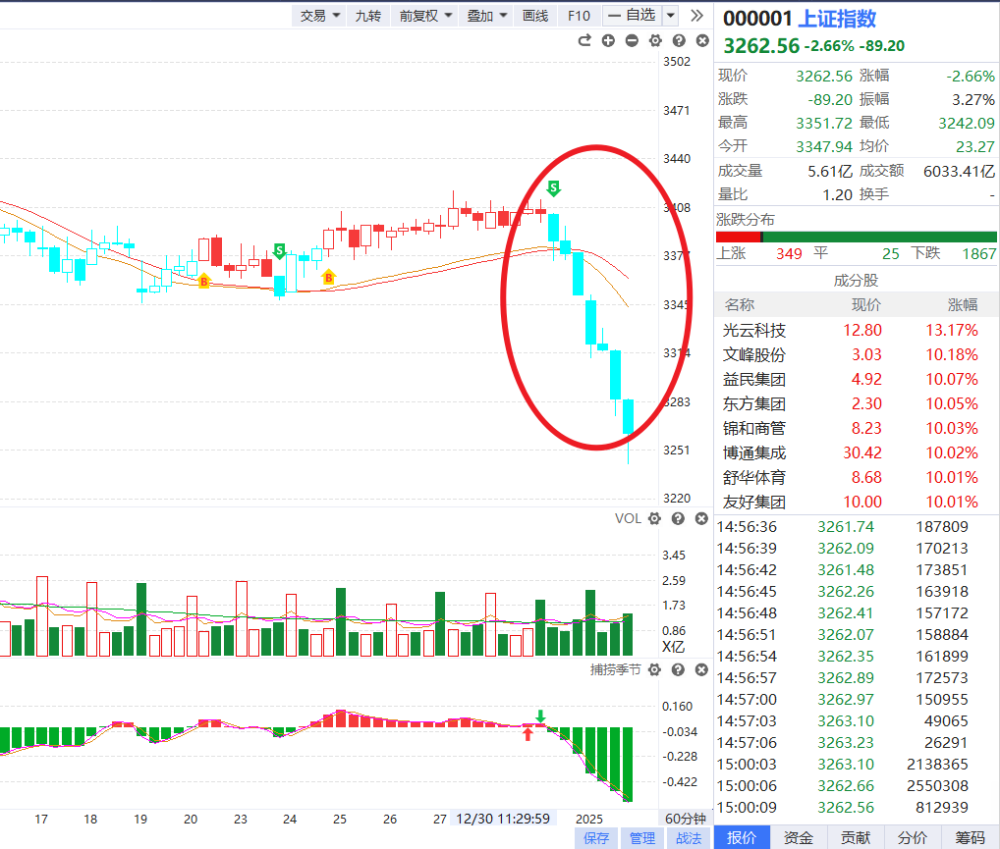 交易 九转 前复权 叠加 画线 F10 一 自选
000001 上证指数
3262.56 -2.66% -89.20
现价 3262.56 涨幅 -2.66%
涨跌 -89.20 振幅 3.27%
最高 3351.72 最低 3242.09
今开 3347.94 均价 23.27
成交量 5.61亿 成交额 6033.41亿
量比 1.20 换手 -
涨跌分布
上涨 349 平 25 下跌 1867
成分股
名称 现价 涨幅
光云科技 12.80 13.17%
文峰股份 3.03 10.18%
益民集团 4.92 10.07%
东方集团 2.30 10.05%
锦和商管 8.23 10.03%
博通集成 30.42 10.02%
舒华体育 8.68 10.01%
友好集团 10.00 10.01%
14:56:36 3261.74 187809
14:56:39 3262.09 170213
14:56:42 3261.48 173851
14:56:45 3262.26 163918
14:56:48 3262.41 157172
14:56:51 3262.07 158884
14:56:54 3262.35 161899
14:56:57 3262.89 172573
14:57:00 3262.97 150955
14:57:03 3263.10 49065
14:57:06 3263.23 26291
15:00:03 3263.10 2138365
15:00:06 3262.66 2550308
15:00:09 3262.56 812939
报价 资金 贡献 分价 筹码
3502
3471
3440
3408
3377
3345
3314
3283
3251
3220
S
S
B
B
VOL
3.45
2.59
1.73
0.86
X亿
捕捞季节
0.160
-0.034
-0.228
-0.422
17 18 19 20 23 24 25 26 27 12/30 11:29:59 2025 60分钟
保存 管理 战法